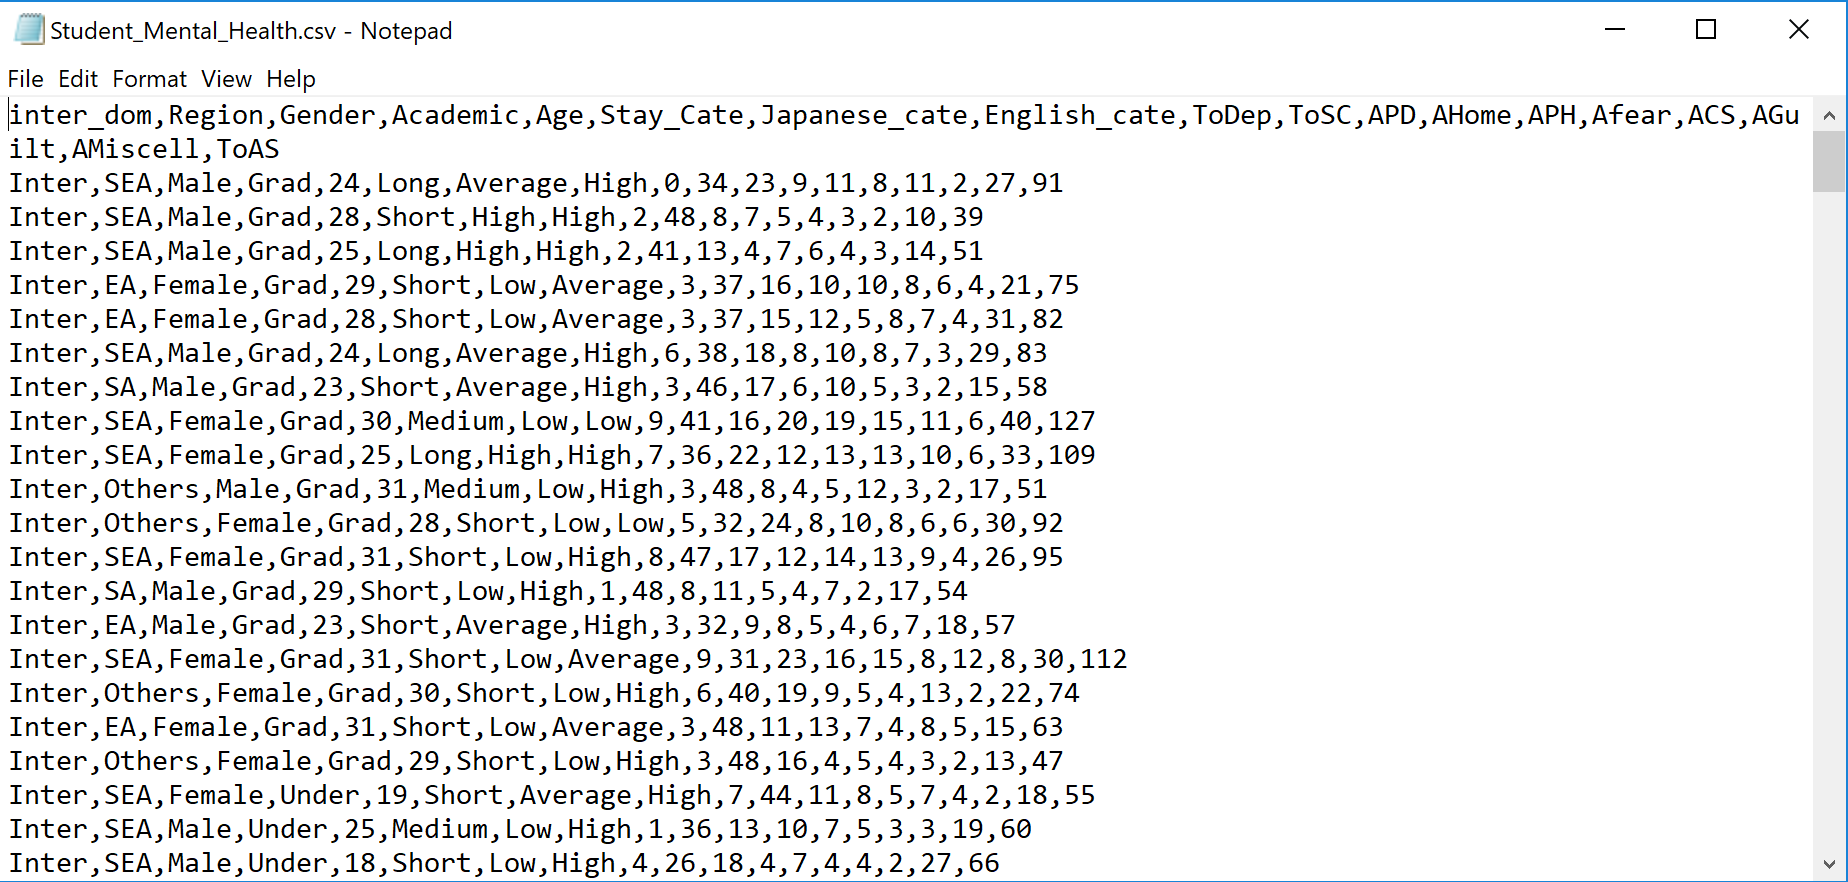 Student_Mental_Health.csv - Notepad
File Edit Format View Help
inter_dom,Region,Gender,Academic,Age,Stay_Cate,Japanese_cate,English_cate,ToDep,ToSC,APD,AHome,APH,Afear,ACS,AGu
ilt,AMiscell,ToAS
Inter,SEA,Male,Grad,24,Long,Average,High,0,34,23,9,11,8,11,2,27,91
Inter,SEA,Male,Grad,28,Short,High,High,2,48,8,7,5,4,3,2,10,39
Inter,SEA,Male,Grad,25,Long,High,High,2,41,13,4,7,6,4,3,14,51
Inter,EA,Female,Grad,29,Short,Low,Average,3,37,16,10,10,8,6,4,21,75
Inter,EA,Female,Grad,28,Short,Low,Average,3,37,15,12,5,8,7,4,31,82
Inter,SEA,Male,Grad,24,Long,Average,High,6,38,18,8,10,8,7,3,29,83
Inter,SA,Male,Grad,23,Short,Average,High,3,46,17,6,10,5,3,2,15,58
Inter,SEA,Female,Grad,30,Medium,Low,Low,9,41,16,20,19,15,11,6,40,127
Inter,SEA,Female,Grad,25,Long,High,High,7,36,22,12,13,13,10,6,33,109
Inter,Others,Male,Grad,31,Medium,Low,High,3,48,8,4,5,12,3,2,17,51
Inter,Others,Female,Grad,28,Short,Low,Low,5,32,24,8,10,8,6,6,30,92
Inter,SEA,Female,Grad,31,Short,Low,High,8,47,17,12,14,13,9,4,26,95
Inter,SA,Male,Grad,29,Short,Low,High,1,48,8,11,5,4,7,2,17,54
Inter,EA,Male,Grad,23,Short,Average,High,3,32,9,8,5,4,6,7,18,57
Inter,SEA,Female,Grad,31,Short,Low,Average,9,31,23,16,15,8,12,8,30,112
Inter,Others,Female,Grad,30,Short,Low,High,6,40,19,9,5,4,13,2,22,74
Inter,EA,Female,Grad,31,Short,Low,Average,3,48,11,13,7,4,8,5,15,63
Inter,Others,Female,Grad,29,Short,Low,High,3,48,16,4,5,4,3,2,13,47
Inter,SEA,Female,Under,19,Short,Average,High,7,44,11,8,5,7,4,2,18,55
Inter,SEA,Male,Under,25,Medium,Low,High,1,36,13,10,7,5,3,3,19,60
Inter,SEA,Male,Under,18,Short,Low,High,4,26,18,4,7,4,4,2,27,66